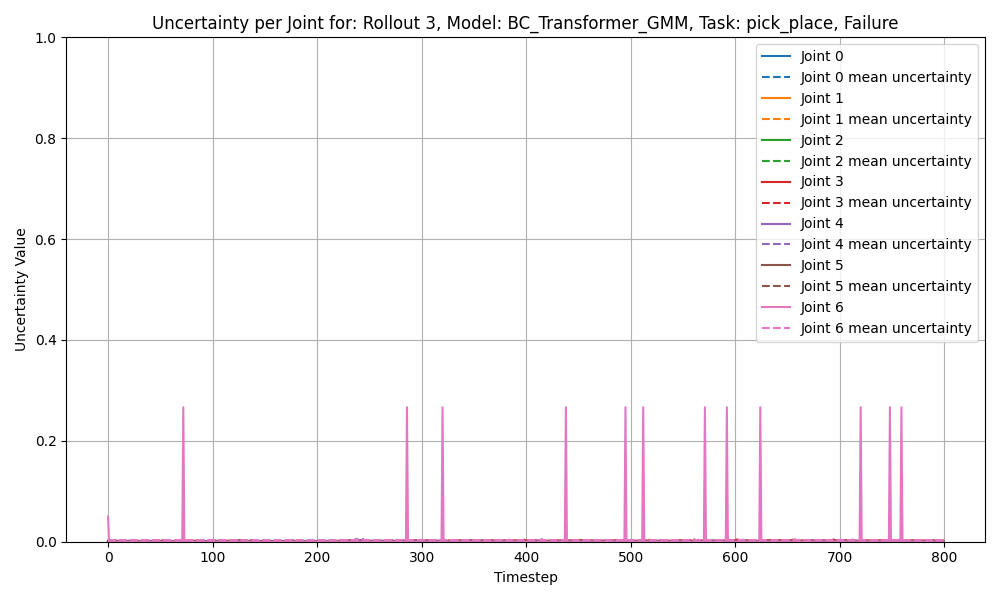 Uncertainty per Joint for: Rollout 3, Model: BC_Transformer_GMM, Task: pick_place, Failure
1.0
0.8
0.6
0.4
0.2
0.0
Uncertainty Value
Joint 0
Joint 0 mean uncertainty
Joint 1
Joint 1 mean uncertainty
Joint 2
Joint 2 mean uncertainty
Joint 3
Joint 3 mean uncertainty
Joint 4
Joint 4 mean uncertainty
Joint 5
Joint 5 mean uncertainty
Joint 6
Joint 6 mean uncertainty
0 100 200 300 400 500 600 700 800
Timestep